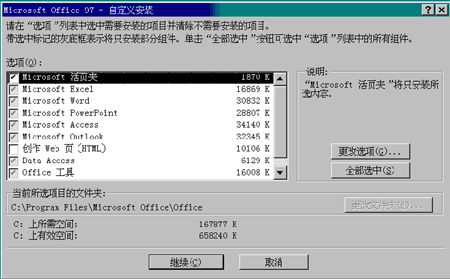 Microsoft Office 97 - 自定义安装
请在“选项”列表中选中需要安装的项目并清除不需要安装的项目。
带选中标记的灰底框表示将只安装部分组件。单击“全部选中”按钮可选中“选项”列表中的所有组件。
选项(O):
Microsoft 活页夹 1870 K
Microsoft Excel 16869 K
Microsoft Word 30832 K
Microsoft PowerPoint 28807 K
Microsoft Access 34140 K
Microsoft Outlook 32345 K
创作 Web 页(HTML) 10106 K
Data Access 6129 K
Office 工具 16008 K
说明:
“Microsoft 活页夹”将只安装所选内容。
更改选项(G)...
全部选中(S)
当前所选项目的文件夹:
C:\Program Files\Microsoft Office\Office
更改文件夹(D)...
C: 上所需空间: 167877 K
C: 上有效空间: 658240 K
继续(C)
取消